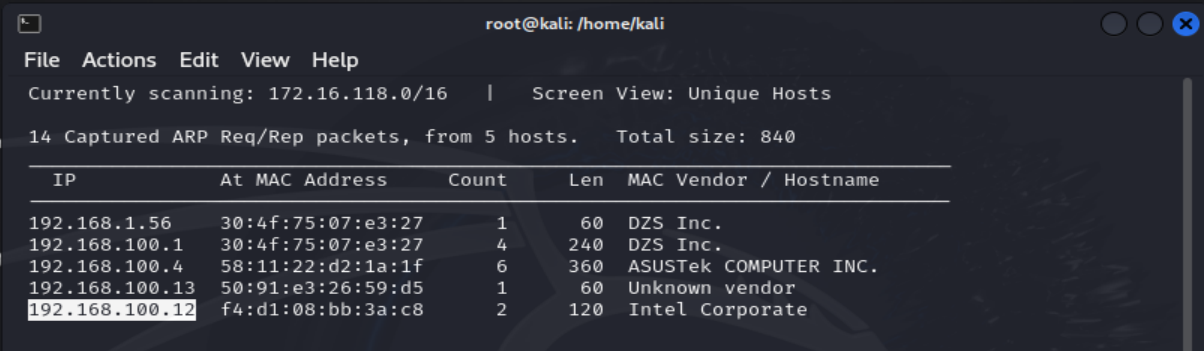 root@kali: /home/kali
File Actions Edit View Help
Currently scanning: 172.16.118.0/16 | Screen View: Unique Hosts
14 Captured ARP Req/Rep packets, from 5 hosts. Total size: 840
IP At MAC Address Count Len MAC Vendor / Hostname
192.168.1.56 30:4f:75:07:e3:27 1 60 DZS Inc.
192.168.100.1 30:4f:75:07:e3:27 4 240 DZS Inc.
192.168.100.4 58:11:22:d2:1a:1f 6 360 ASUSTek COMPUTER INC.
192.168.100.13 50:91:e3:26:59:d5 1 60 Unknown vendor
192.168.100.12 f4:d1:08:bb:3a:c8 2 120 Intel Corporate